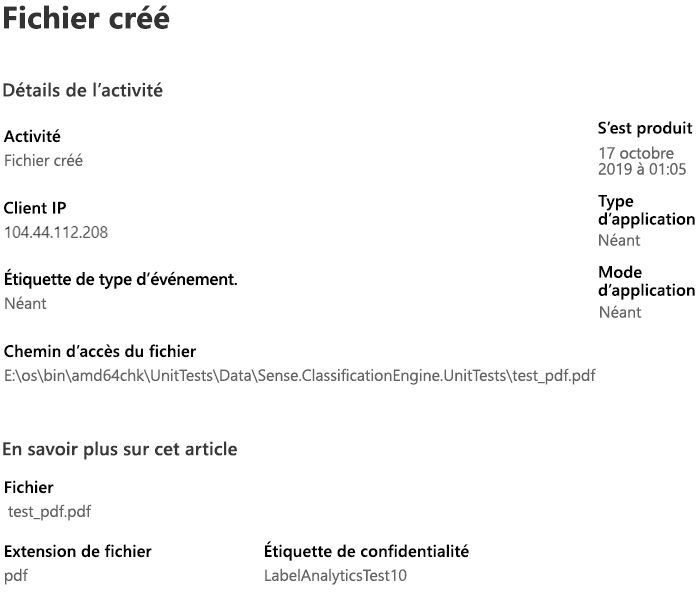 Fichier créé
Détails de l’activité
Activité
Fichier créé
S’est produit
17 octobre
2019 à 01:05
Client IP
104.44.112.208
Type
d’application
Néant
Étiquette de type d’événement.
Néant
Mode
d’application
Néant
Chemin d’accès du fichier
E:\os\bin\amd64chk\UnitTests\Data\Sense.ClassificationEngine.UnitTests\test_pdf.pdf
En savoir plus sur cet article
Fichier
test_pdf.pdf
Extension de fichier
pdf
Étiquette de confidentialité
LabelAnalyticsTest10